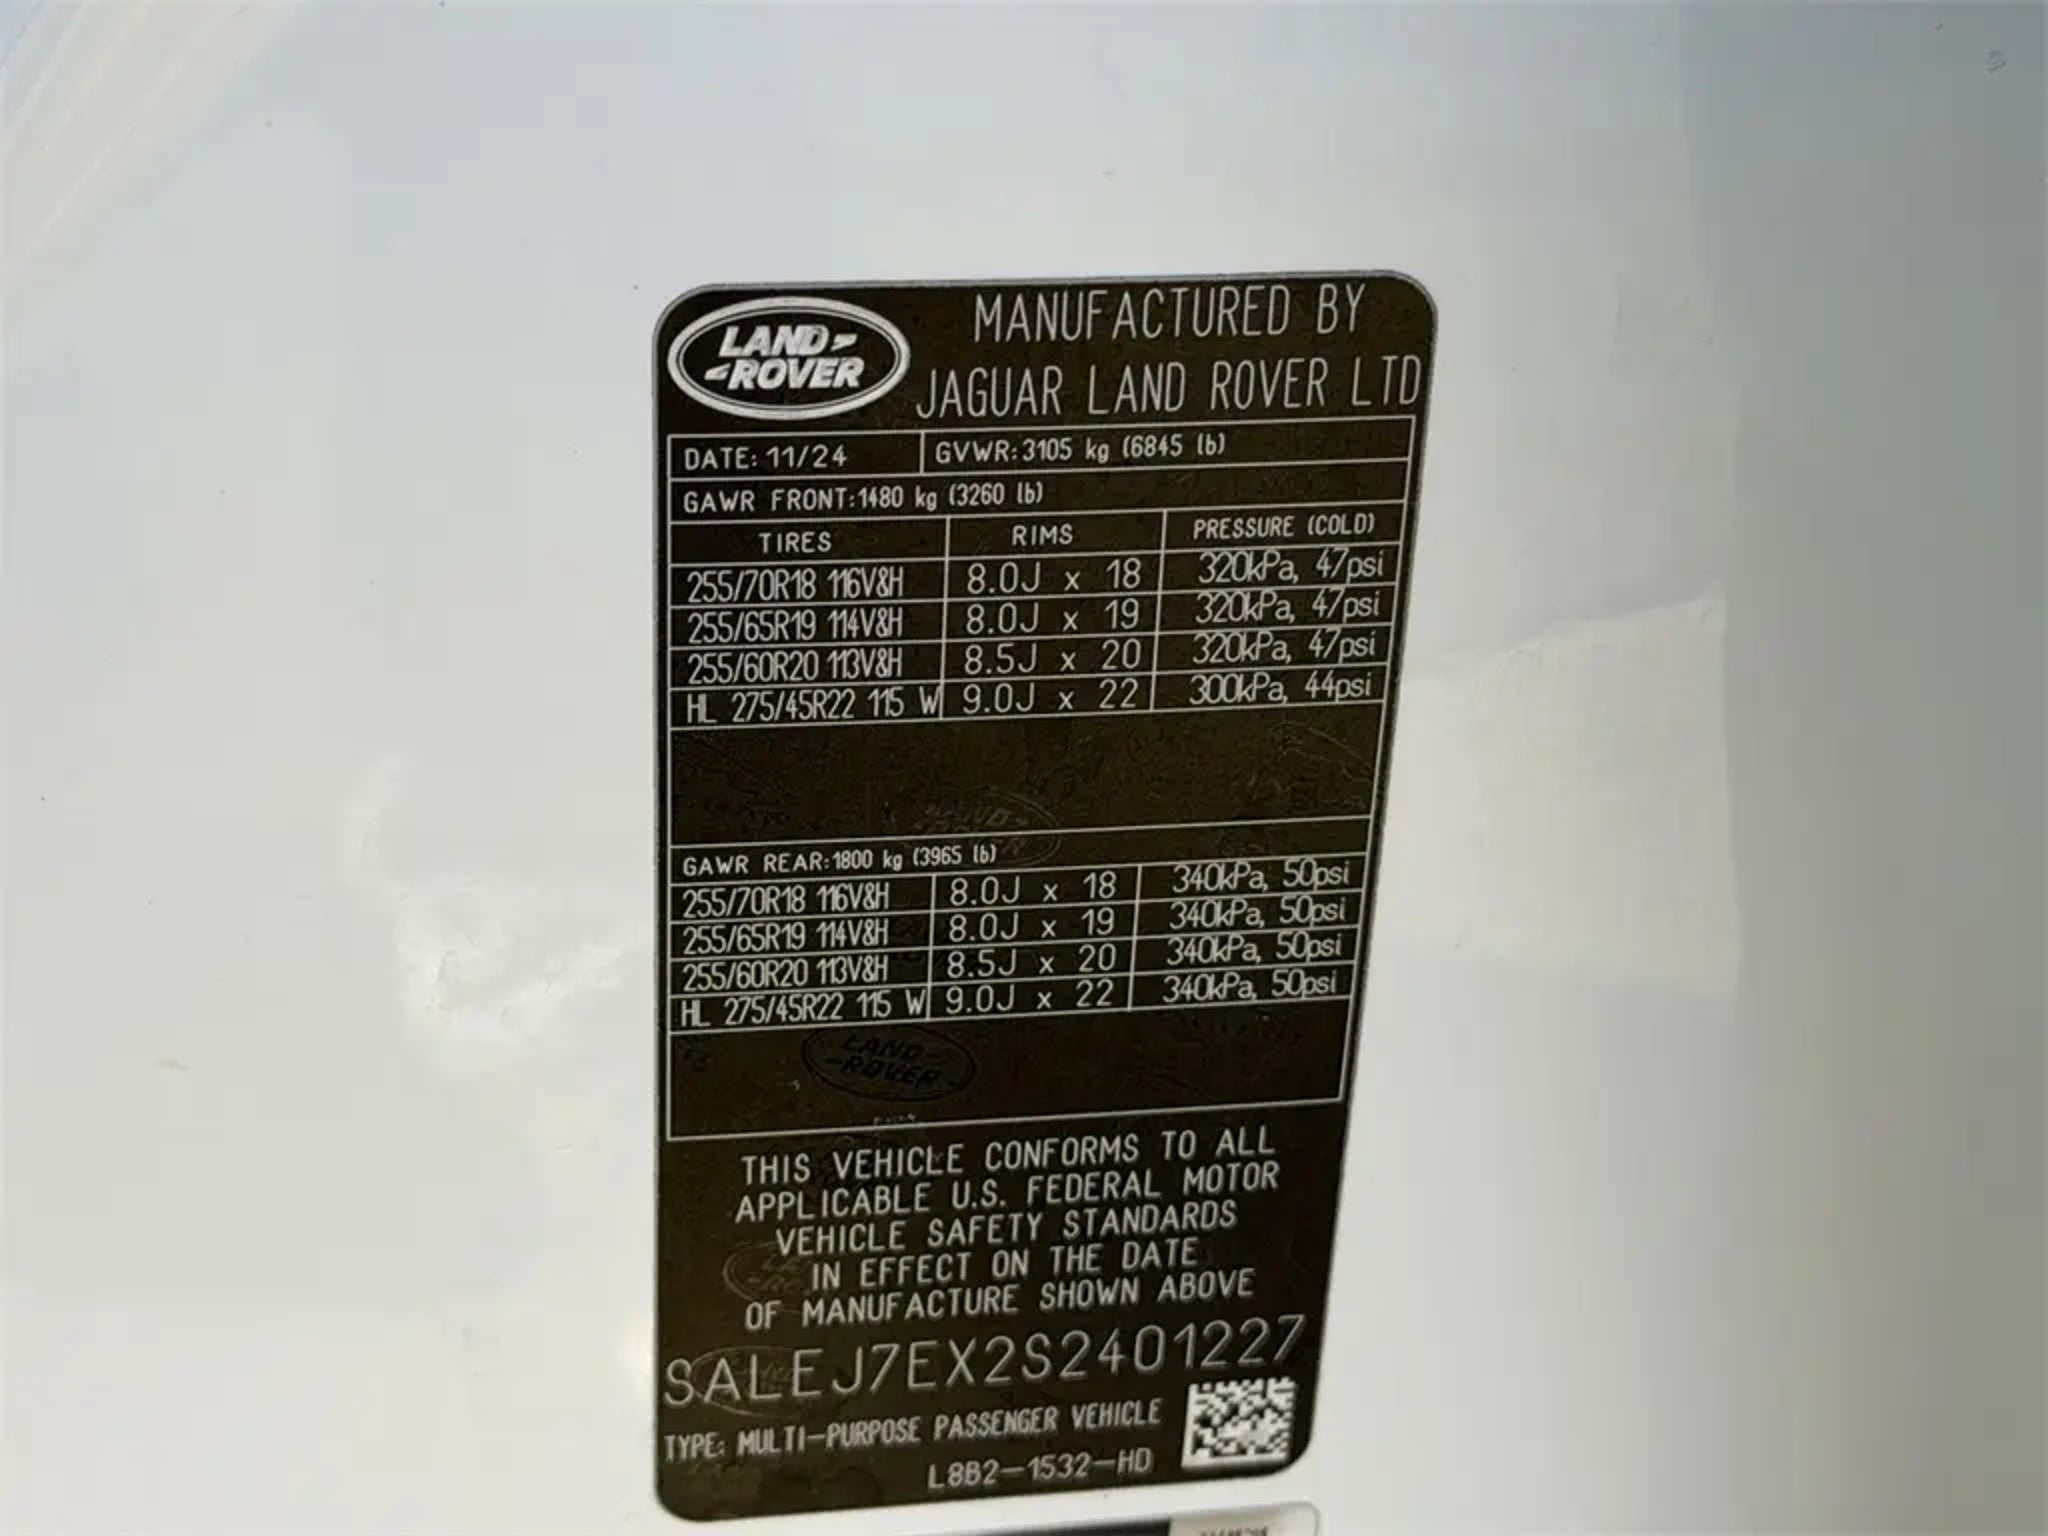 LAND ROVER
MANUFACTURED BY
JAGUAR LAND ROVER LTD
DATE: 11/24 GVWR: 3105 kg (6845 lb)
GAWR FRONT: 1480 kg (3260 lb)
TIRES RIMS PRESSURE (COLD)
255/70R18 116V&H 8.0J x 18 320kPa, 47psi
255/65R19 114V&H 8.0J x 19 320kPa, 47psi
255/60R20 113V&H 8.5J x 20 320kPa, 47psi
HL 275/45R22 115 W 9.0J x 22 300kPa, 44psi
GAWR REAR: 1800 kg (3965 lb)
255/70R18 116V&H 8.0J x 18 340kPa, 50psi
255/65R19 114V&H 8.0J x 19 340kPa, 50psi
255/60R20 113V&H 8.5J x 20 340kPa, 50psi
HL 275/45R22 115 W 9.0J x 22 340kPa, 50psi
LAND ROVER
THIS VEHICLE CONFORMS TO ALL
APPLICABLE U.S. FEDERAL MOTOR
VEHICLE SAFETY STANDARDS
IN EFFECT ON THE DATE
OF MANUFACTURE SHOWN ABOVE
SALEJ7EX2S2401227
TYPE: MULTI-PURPOSE PASSENGER VEHICLE
L8B2-1532-HD